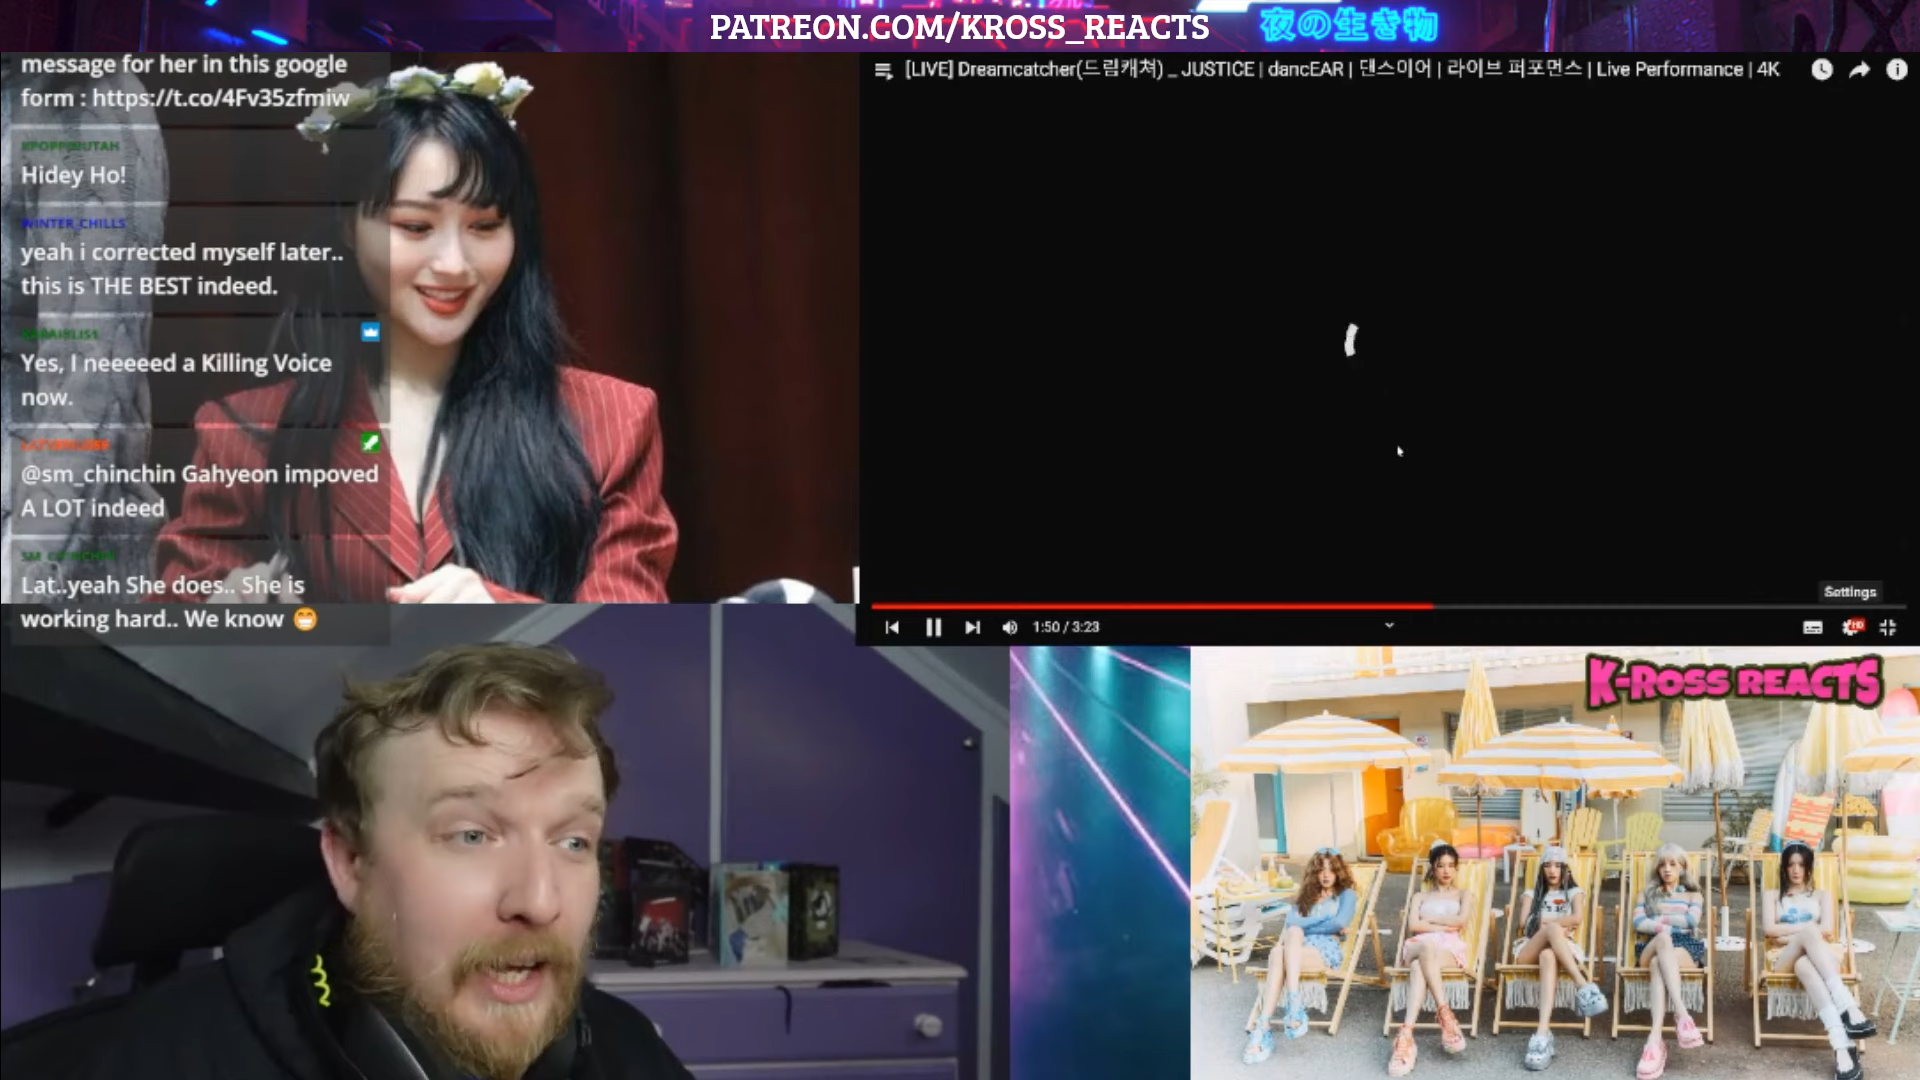 PATREON.COM/KROSS_REACTS
夜の生き物
message for her in this google
form : https://t.co/4Fv35zfmiw
KPOPPINUTAH
Hidey Ho!
WINTER_CHILLS
yeah i corrected myself later..
this is THE BEST indeed.
Yes, I neeeeed a Killing Voice
now.
@sm_chinchin Gahyeon impoved
A LOT indeed
SM_CHINCHIN
Lat..yeah She does.. She is
working hard.. We know 😁
[LIVE] Dreamcatcher(드림캐쳐) _ JUSTICE | dancEAR | 댄스이어 | 라이브 퍼포먼스 | Live Performance | 4K
Settings
1:50 / 3:23
HD
K-ROSS REACTS